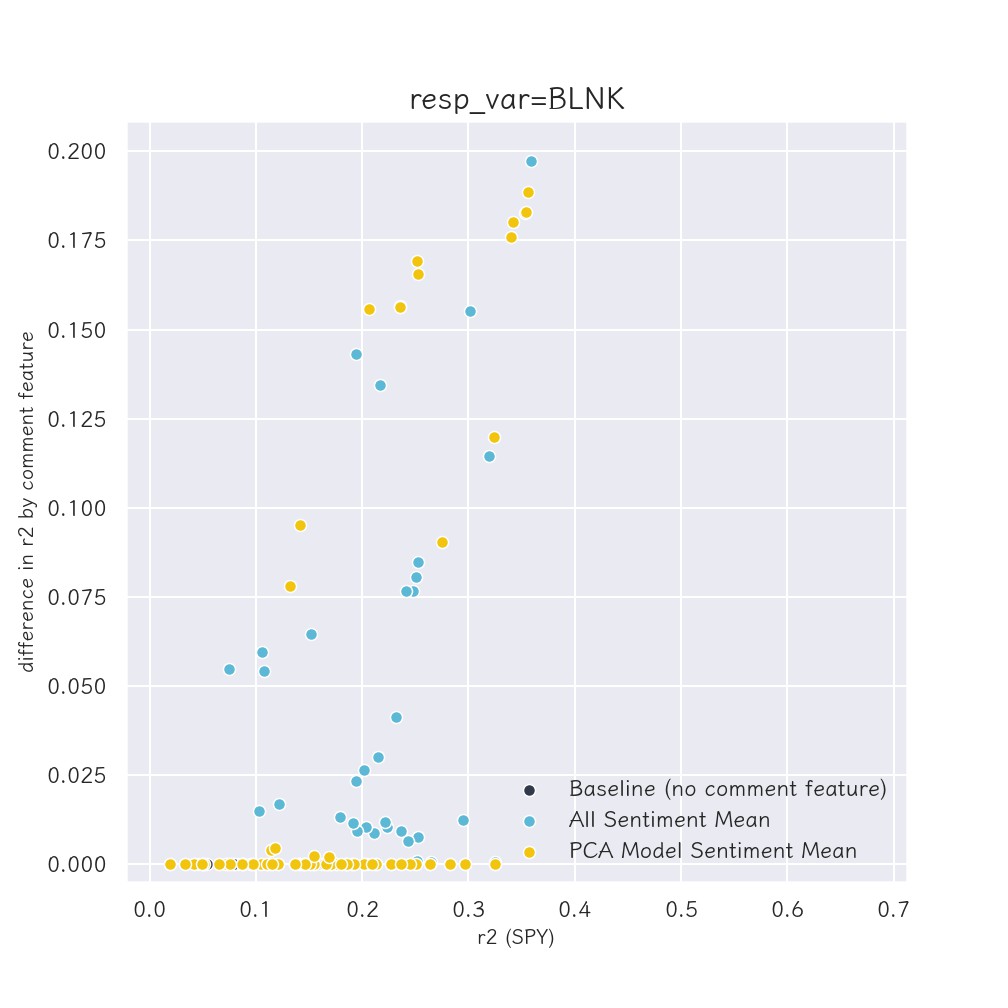 resp_var=BLNK
0.200
0.175
0.150
0.125
0.100
0.075
0.050
0.025
0.000
difference in r2 by comment feature
Baseline (no comment feature)
All Sentiment Mean
PCA Model Sentiment Mean
0.0 0.1 0.2 0.3 0.4 0.5 0.6 0.7
r2 (SPY)